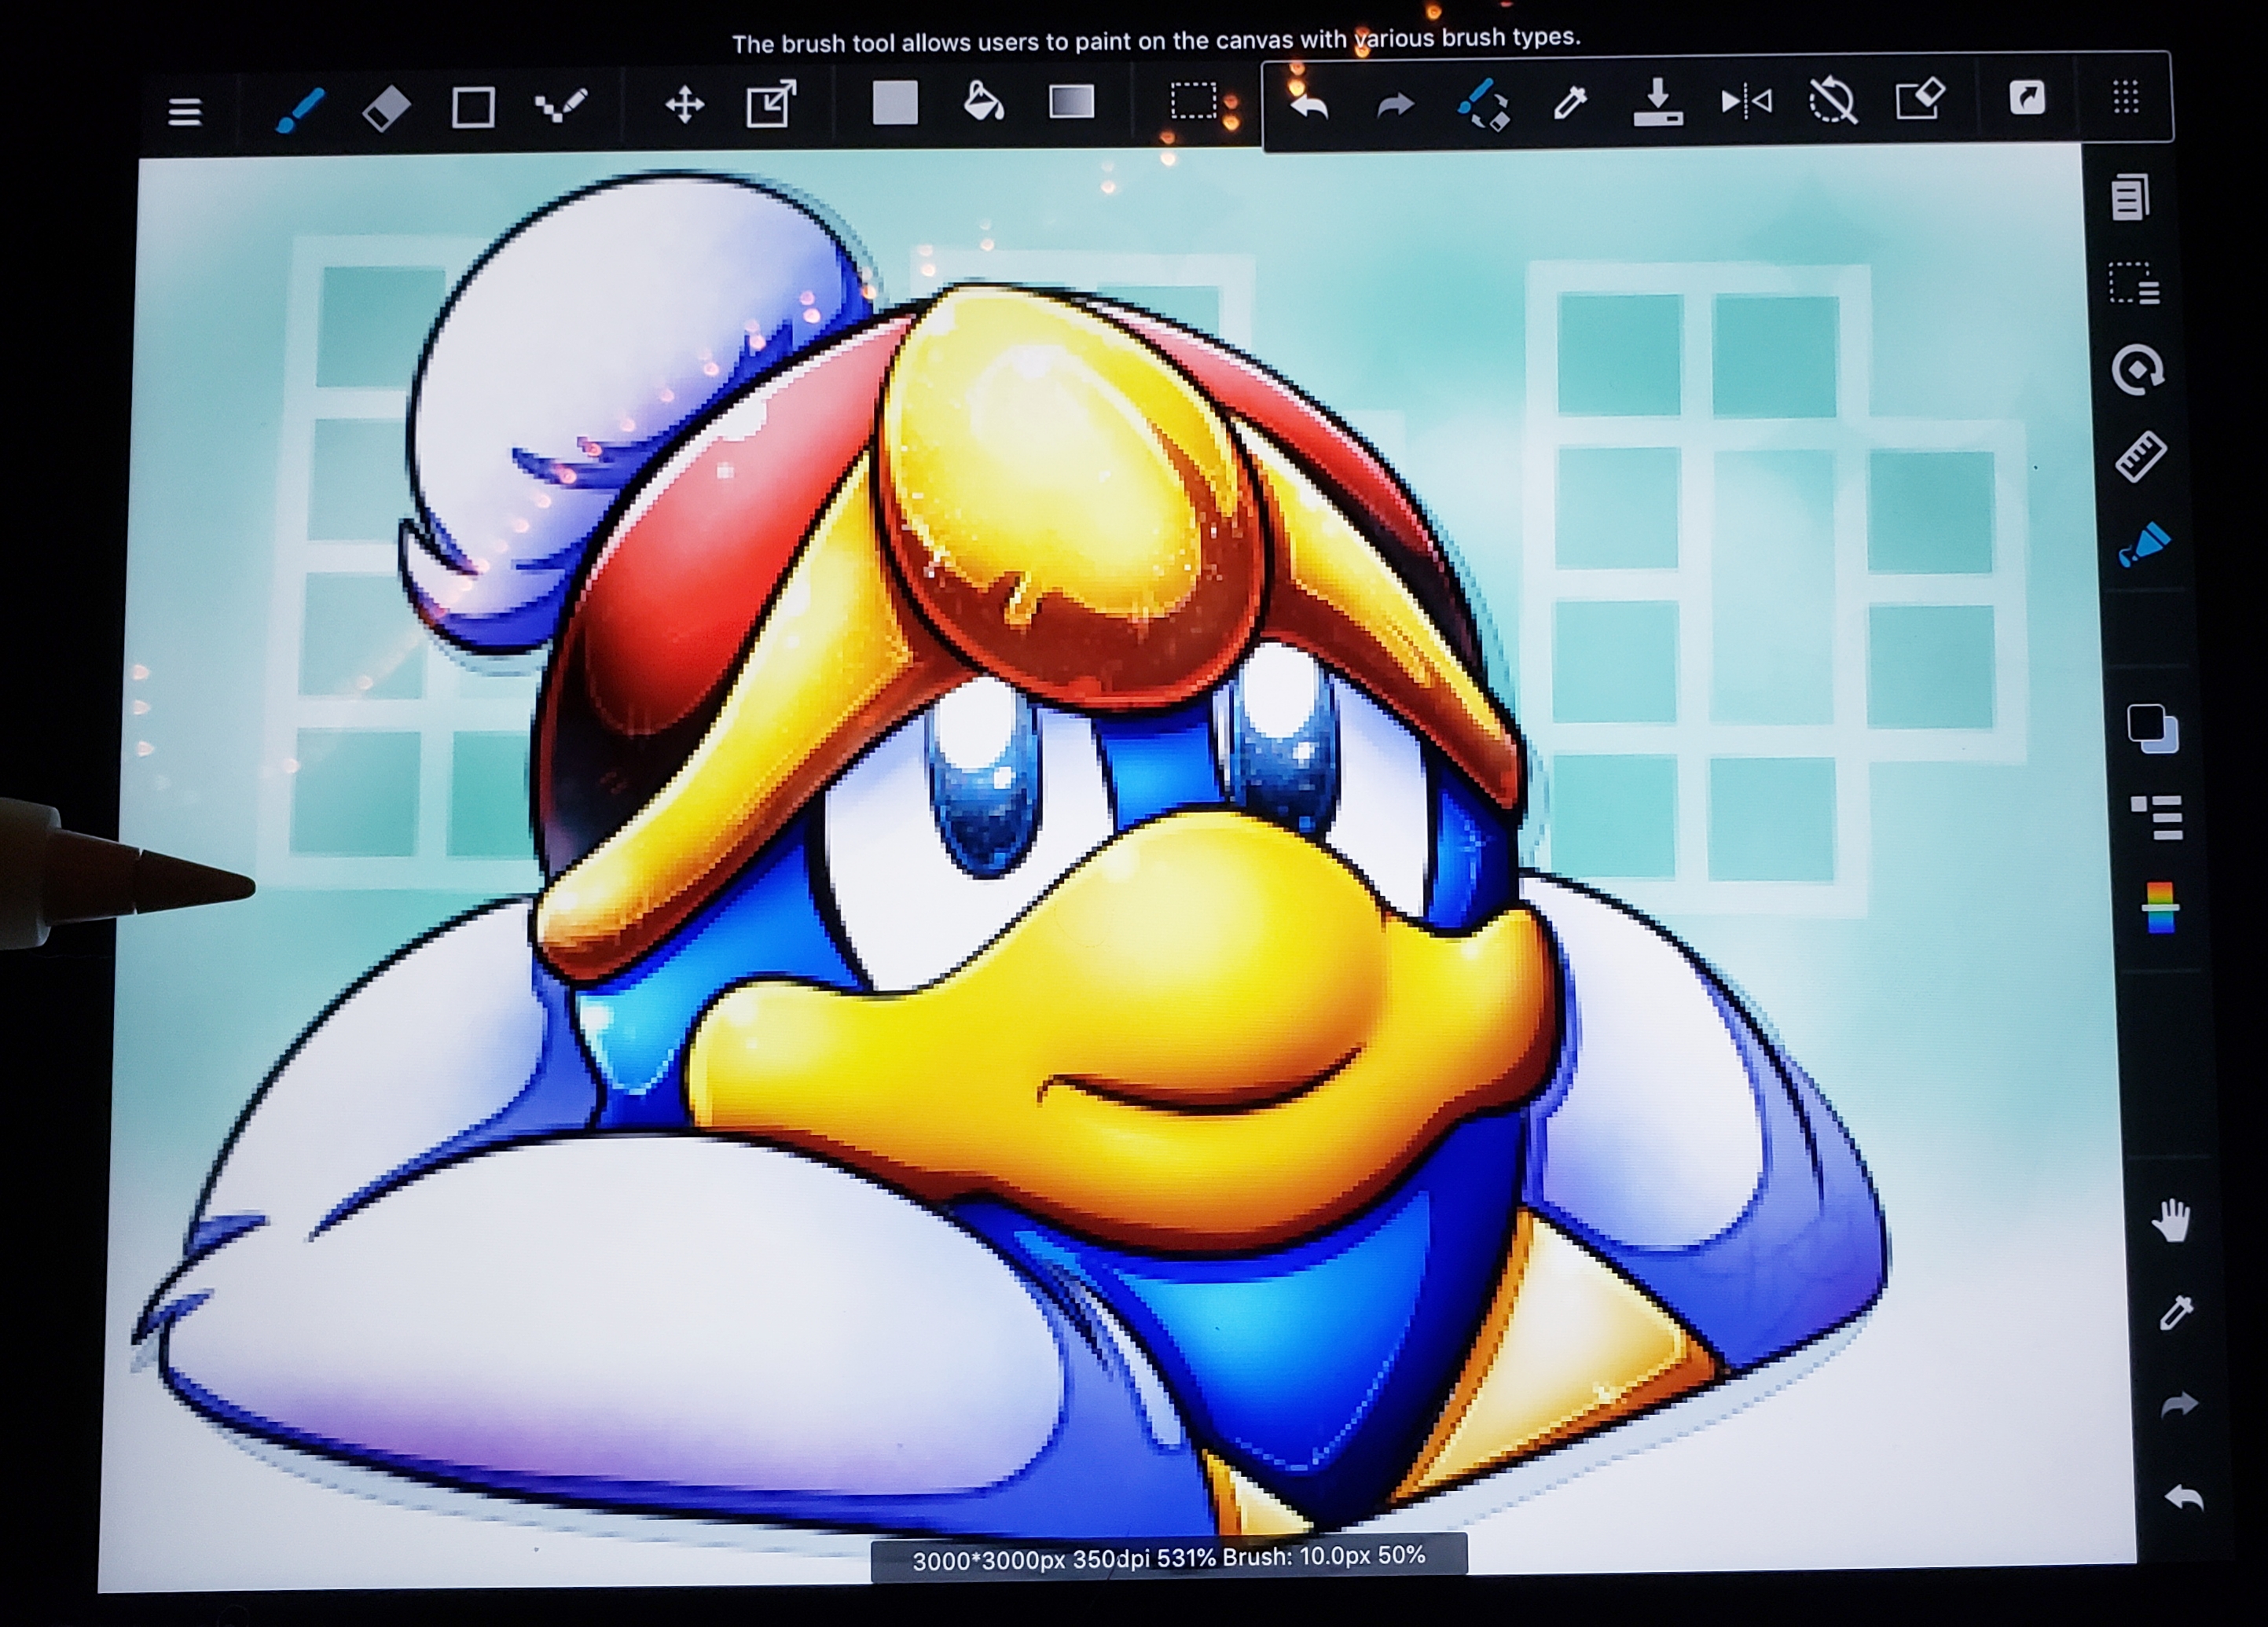 The brush tool allows users to paint on the canvas with various brush types.
3000*3000px 350dpi 531% Brush: 10.0px 50%